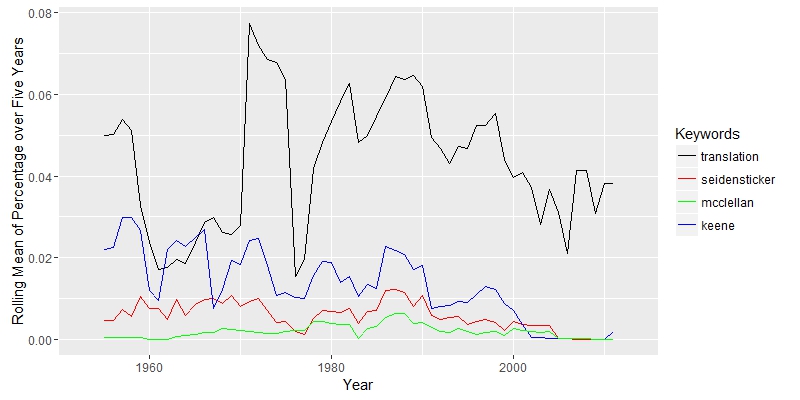 Rolling Mean of Percentage over Five Years
0.08
0.06
0.04
0.02
0.00
1960
1980
2000
Year
Keywords
translation
seidensticker
mcclellan
keene